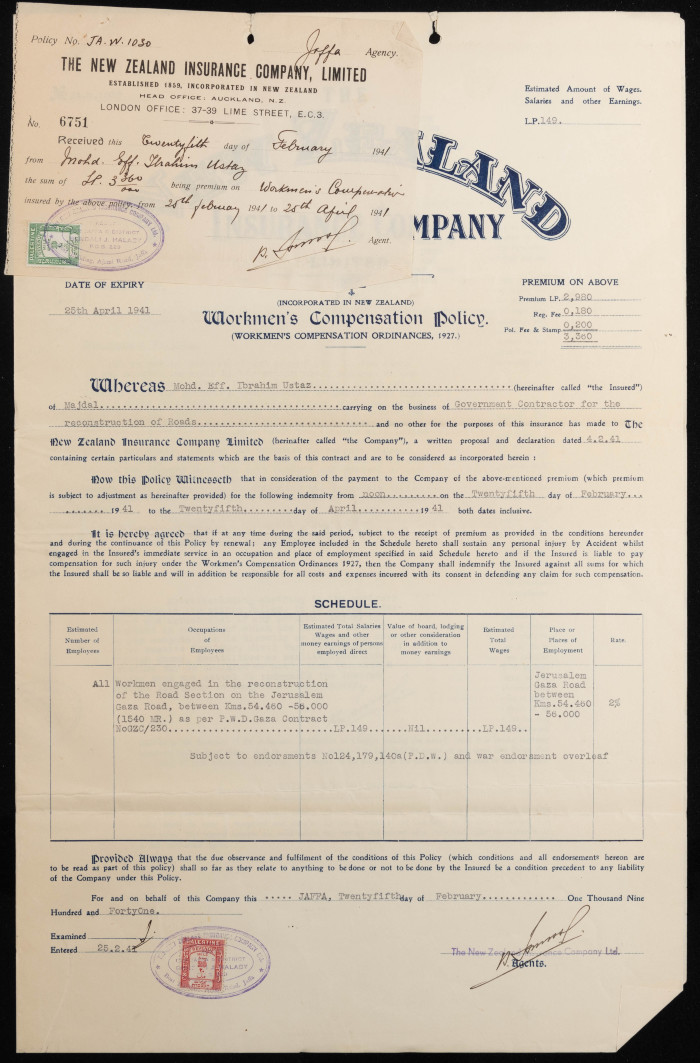 Policy No. JA.W.1030 Jaffa Agency.
THE NEW ZEALAND INSURANCE COMPANY, LIMITED
ESTABLISHED 1859, INCORPORATED IN NEW ZEALAND
HEAD OFFICE: AUCKLAND, N.Z.
LONDON OFFICE: 37-39 LIME STREET, E.C.3.
No. 6751
Received this Twentyfifth day of February 1941
from Mohd. Eff. Ibrahim Ustaz
the sum of LP. 3 360/000 being premium on Workmen's Compensation
insured by the above policy, from 25th february 1941 to 25th April 1941
Agent.
Estimated Amount of Wages,
Salaries and other Earnings.
LP.149.
ALAND
MPANY
DATE OF EXPIRY
25th April 1941
(INCORPORATED IN NEW ZEALAND)
Workmen's Compensation Policy.
(WORKMEN'S COMPENSATION ORDINANCES, 1927.)
PREMIUM ON ABOVE
Premium LP. 2,980
Reg. Fee 0,180
Pol. Fee & Stamp 0,200
3,360
Whereas Mohd. Eff. Ibrahim Ustaz (hereinafter called "the Insured")
of Majdal carrying on the business of Government Contractor for the
reconstruction of Roads and no other for the purposes of this insurance has made to The
New Zealand Insurance Company Limited (hereinafter called "the Company"), a written proposal and declaration dated 4.2.41
containing certain particulars and statements which are the basis of this contract and are to be considered as incorporated herein :
Now this Policy Witnesseth that in consideration of the payment to the Company of the above-mentioned premium (which premium
is subject to adjustment as hereinafter provided) for the following indemnity from noon on the Twentyfifth day of February
1941 to the Twentyfifth day of April 1941 both dates inclusive.
It is hereby agreed that if at any time during the said period, subject to the receipt of premium as provided in the conditions hereunder
and during the continuance of this Policy by renewal: any Employee included in the Schedule hereto shall sustain any personal injury by Accident whilst
engaged in the Insured's immediate service in an occupation and place of employment specified in said Schedule hereto and if the Insured is liable to pay
compensation for such injury under the Workmen's Compensation Ordinances 1927, then the Company shall indemnify the Insured against all sums for which
the Insured shall be so liable and will in addition be responsible for all costs and expenses incurred with its consent in defending any claim for such compensation.
SCHEDULE.
Estimated Number of Employees
Occupations of Employees
Estimated Total Salaries Wages and other money earnings of persons employed direct
Value of board, lodging or other consideration in addition to money earnings
Estimated Total Wages
Place or Places of Employment
Rate.
All Workmen engaged in the reconstruction
of the Road Section on the Jerusalem
Gaza Road, between Kms.54.460 -56.000
(1540 MR.) as per P.W.D.Gaza Contract
NoGZC/230 LP.149 Nil LP.149
Jerusalem
Gaza Road
between
Kms.54.460
- 56.000
2%
Subject to endorsments No124,179,140a(P.D.W.) and war endorsment overleaf
Provided Always that the due observance and fulfilment of the conditions of this Policy (which conditions and all endorsements hereon are
to be read as part of this policy) shall so far as they relate to anything to be done or not to be done by the Insured be a condition precedent to any liability
of the Company under this Policy.
For and on behalf of this Company this JAFFA, Twentyfifth day of February One Thousand Nine
Hundred and FortyOne.
Examined
Entered 25.2.41
PALESTINE
The New Zealand Insurance Company Ltd.
Agents.